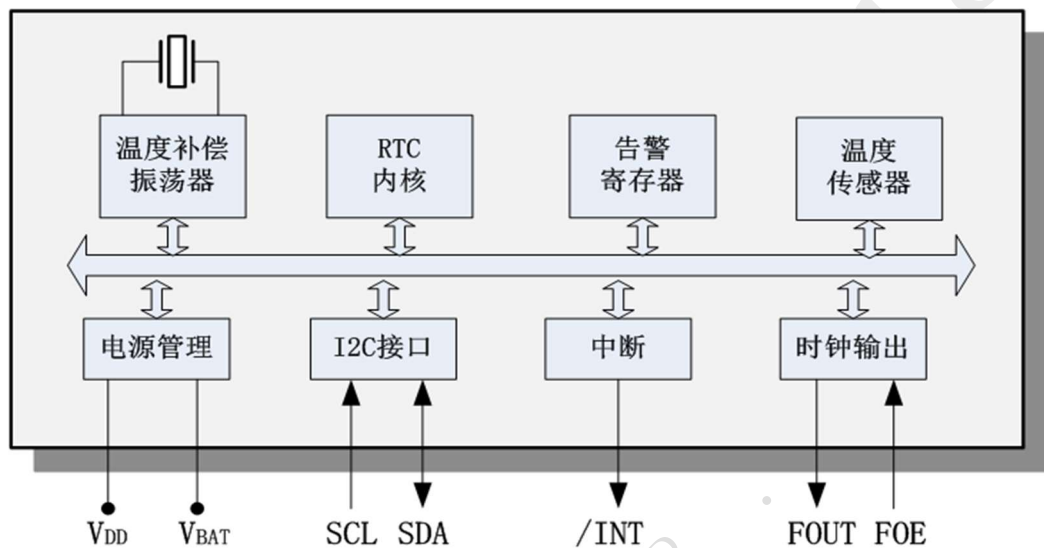 温度补偿
振荡器
RTC
内核
告警
寄存器
温度
传感器
电源管理
I2C接口
中断
时钟输出
VDD
VBAT
SCL
SDA
/INT
FOUT
FOE